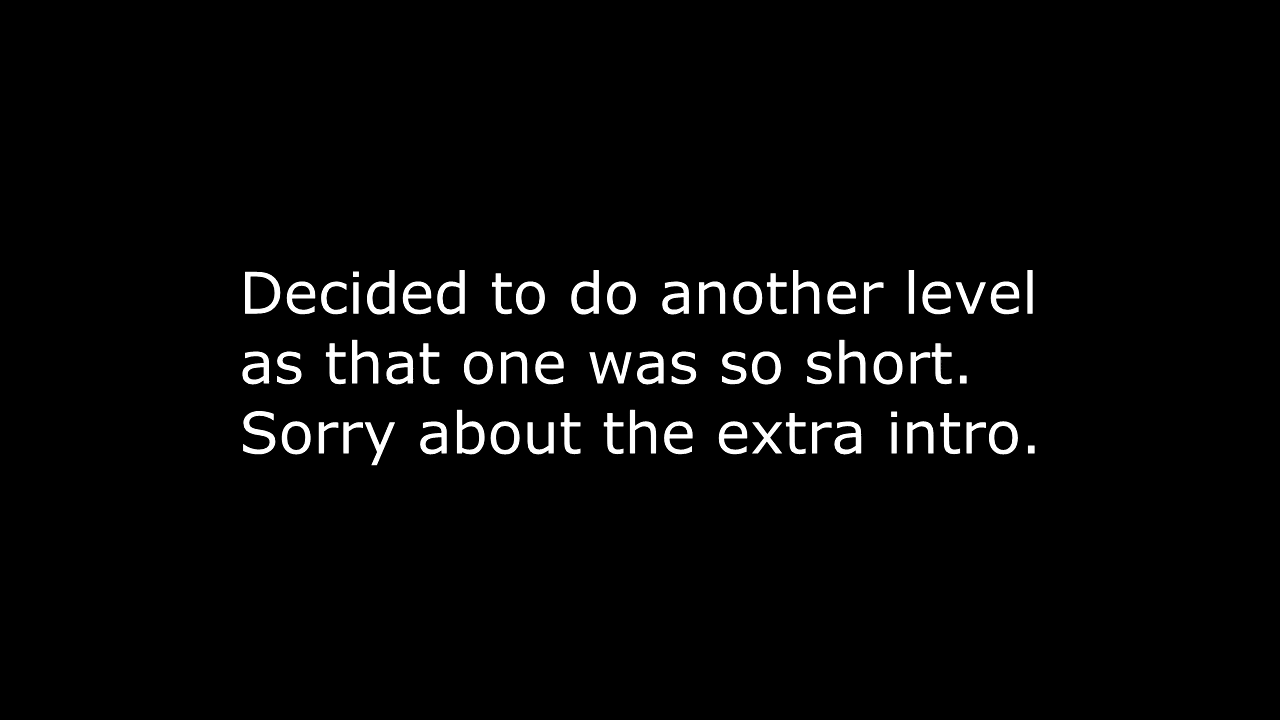 Decided to do another level
as that one was so short.
Sorry about the extra intro.